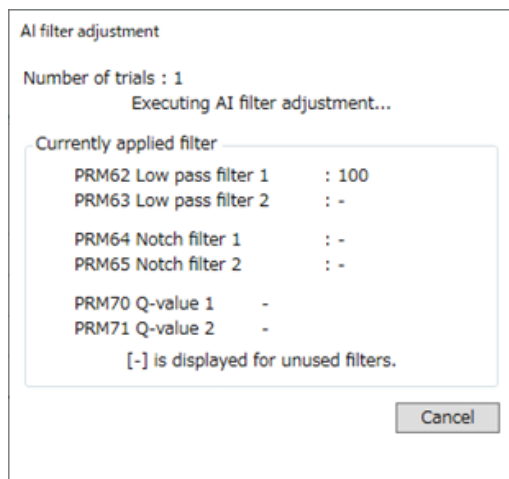 AI filter adjustment
Number of trials : 1
Executing AI filter adjustment...
Currently applied filter
PRM62 Low pass filter 1 : 100
PRM63 Low pass filter 2 : -
PRM64 Notch filter 1 : -
PRM65 Notch filter 2 : -
PRM70 Q-value 1 -
PRM71 Q-value 2 -
[-] is displayed for unused filters.
Cancel